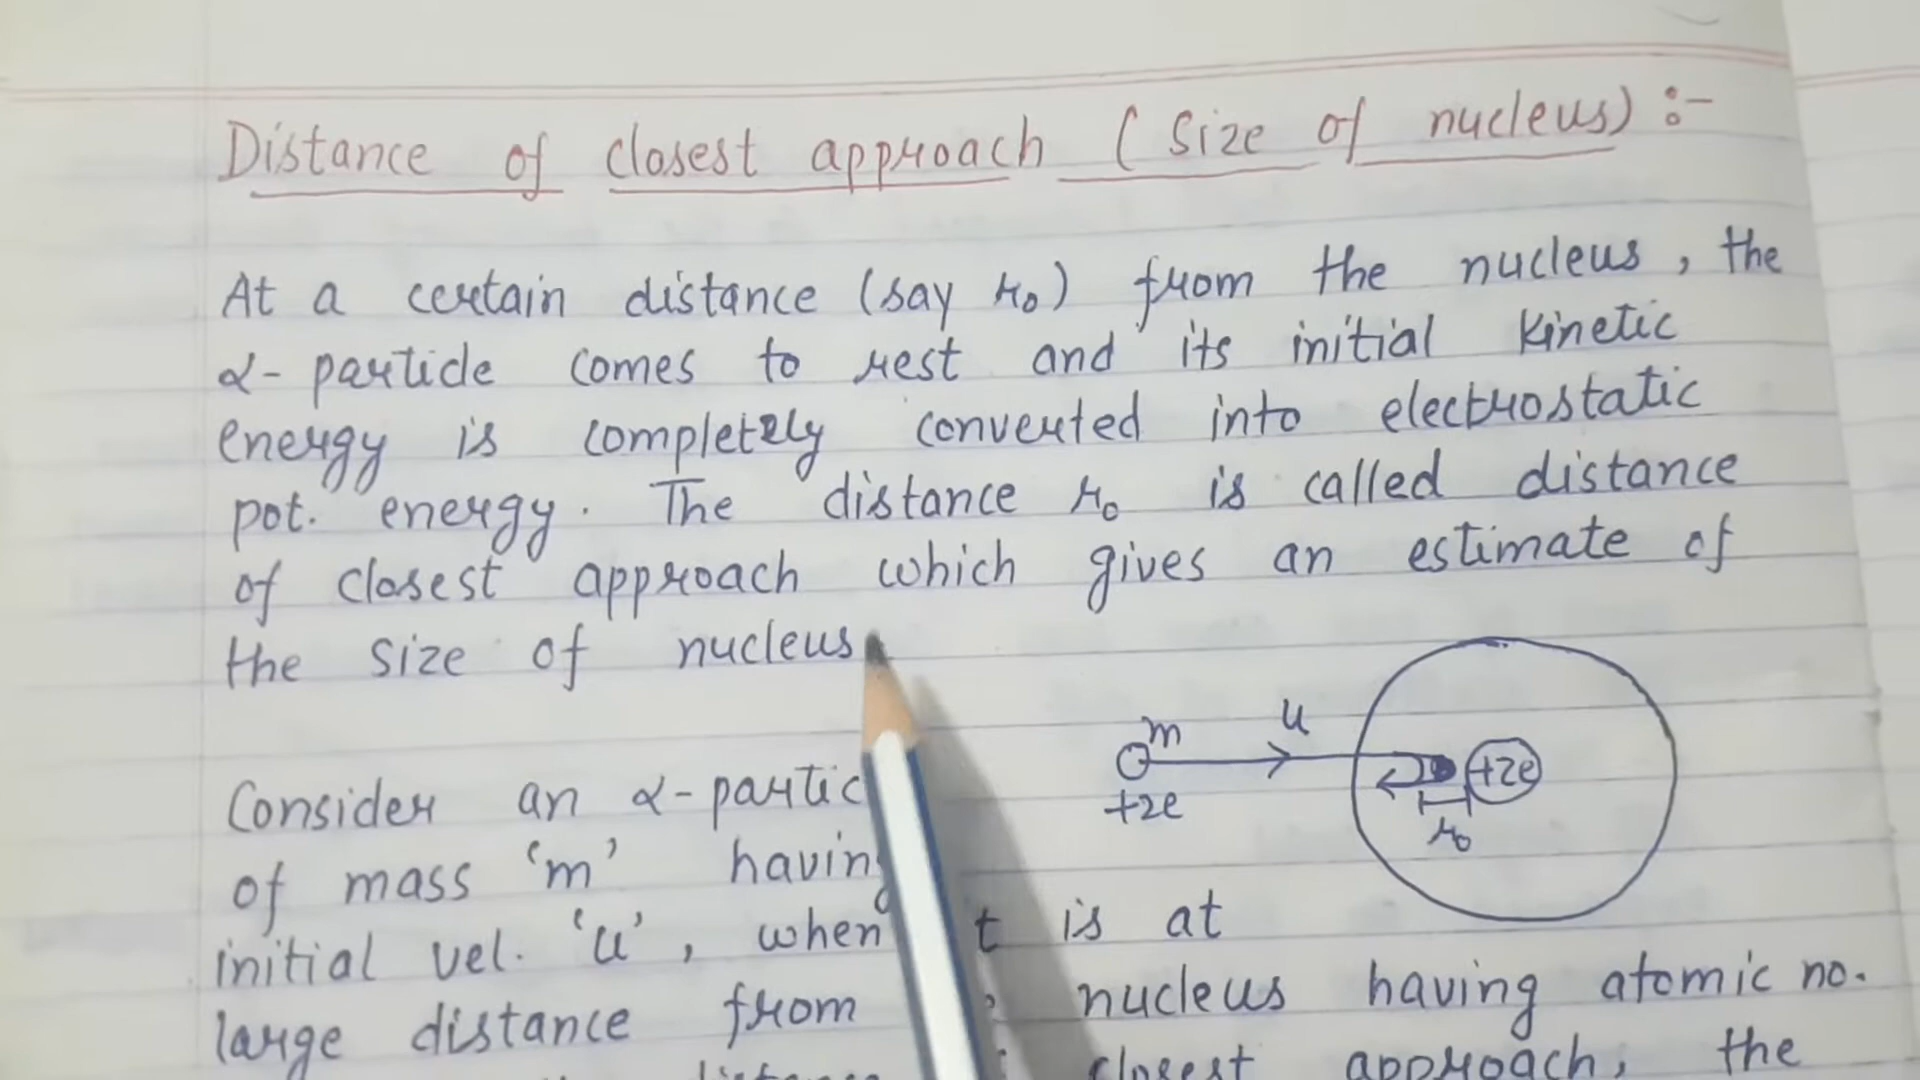 Distance of closest approach (Size of nucleus) :-
At a certain distance (say r₀) from the nucleus, the
α-particle comes to rest and its initial kinetic
energy is completely converted into electrostatic
pot. energy. The distance r₀ is called distance
of closest approach which gives an estimate of
the size of nucleus
m u
+2e +Ze
r₀
Consider an α-partic
of mass 'm' having
initial vel. 'u', when t is at
large distance from nucleus having atomic no.
closest approach, the